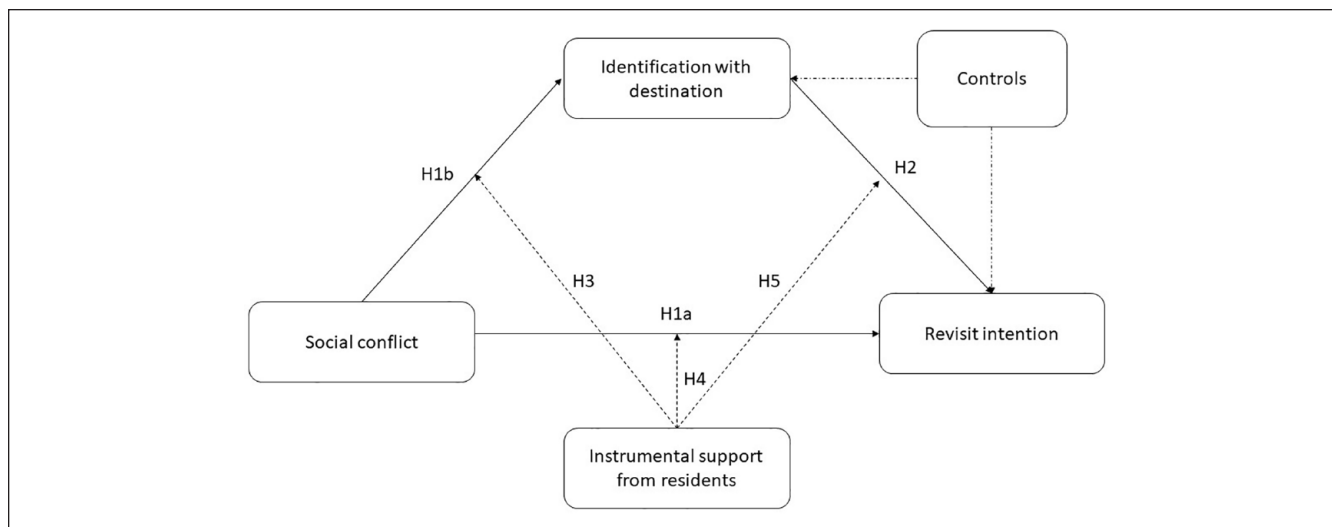 Identification with
destination
Controls
H1b
H2
H3
H5
H1a
Social conflict
Revisit intention
H4
Instrumental support
from residents